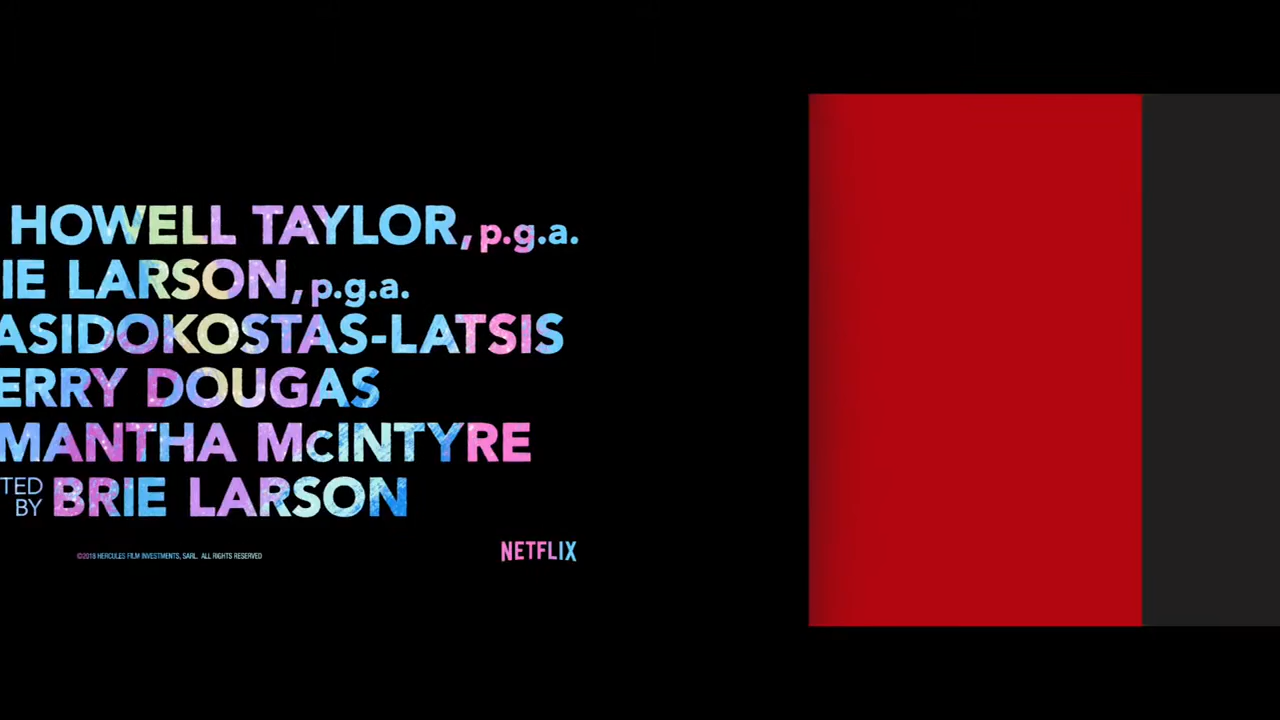 HOWELL TAYLOR, p.g.a.
IE LARSON, p.g.a.
ASIDOKOSTAS-LATSIS
ERRY DOUGAS
MANTHA McINTYRE
TED BY BRIE LARSON
©2018 HERCULES FILM INVESTMENTS, SARL. ALL RIGHTS RESERVED
NETFLIX